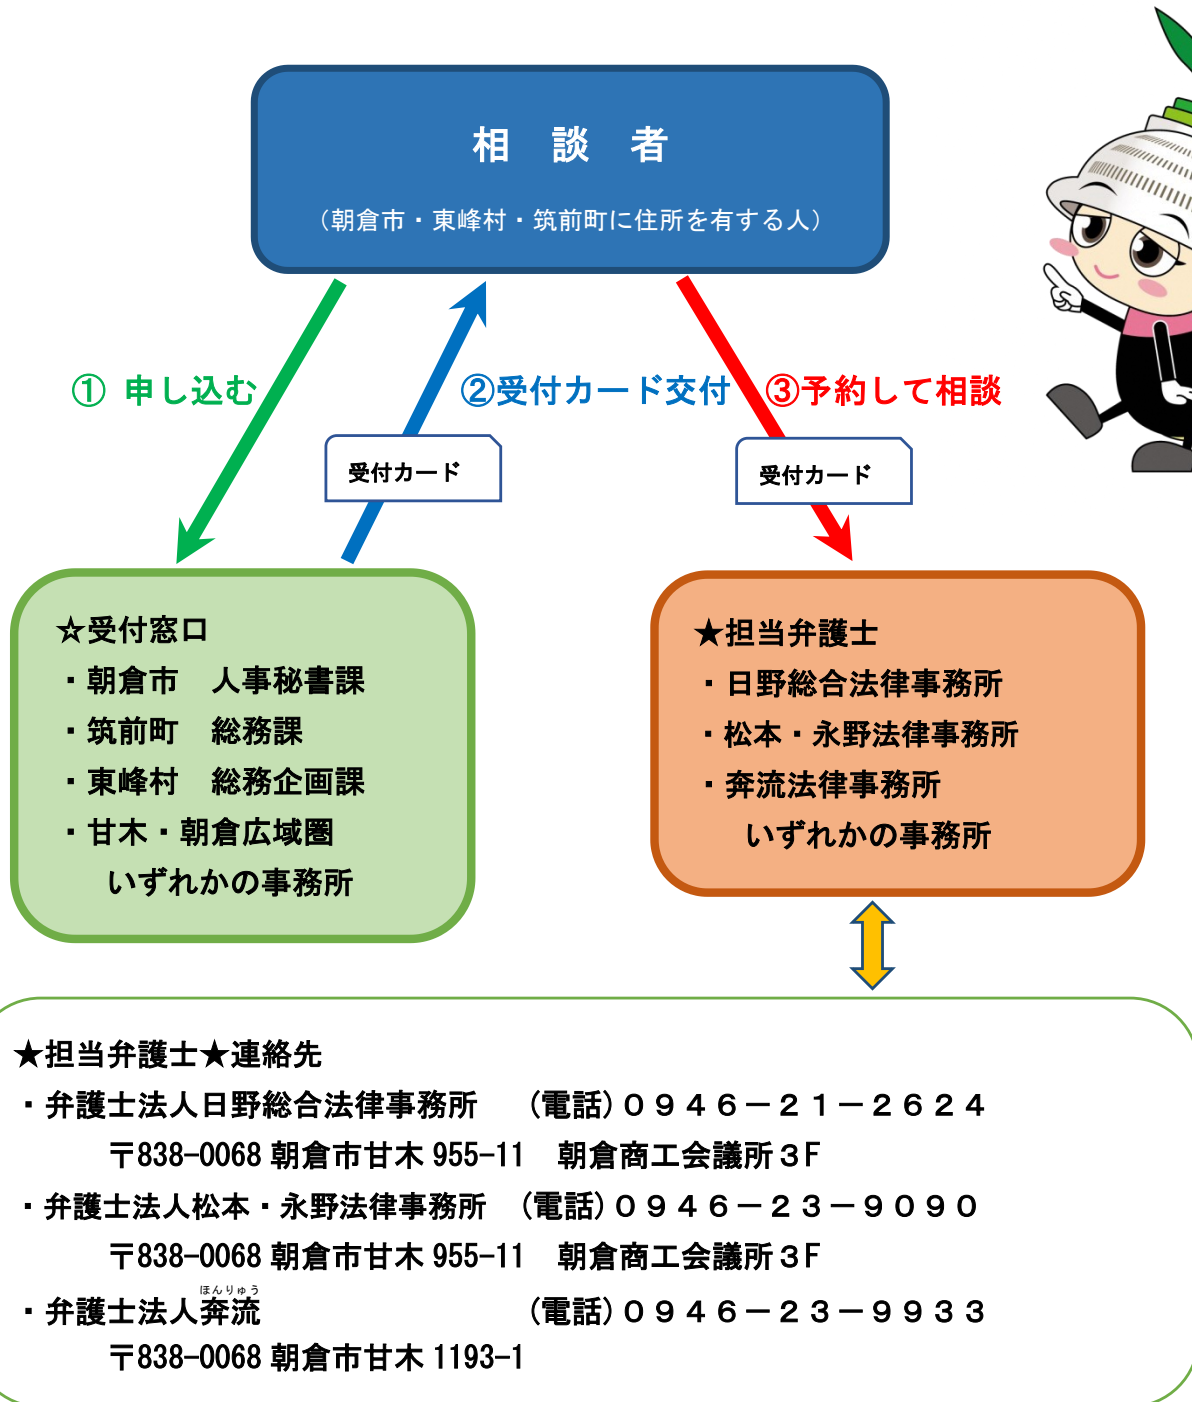 相　談　者
（朝倉市・東峰村・筑前町に住所を有する人）
① 申し込む
②受付カード交付
③予約して相談
受付カード
受付カード
☆受付窓口
・朝倉市　人事秘書課
・筑前町　総務課
・東峰村　総務企画課
・甘木・朝倉広域圏
いずれかの事務所
★担当弁護士
・日野総合法律事務所
・松本・永野法律事務所
・奔流法律事務所
いずれかの事務所
★担当弁護士★連絡先
・弁護士法人日野総合法律事務所　（電話）０９４６－２１－２６２４
〒838-0068 朝倉市甘木 955-11　朝倉商工会議所３F
・弁護士法人松本・永野法律事務所　（電話）０９４６－２３－９０９０
〒838-0068 朝倉市甘木 955-11　朝倉商工会議所３F
ほんりゅう
・弁護士法人奔流　（電話）０９４６－２３－９９３３
〒838-0068 朝倉市甘木 1193-1